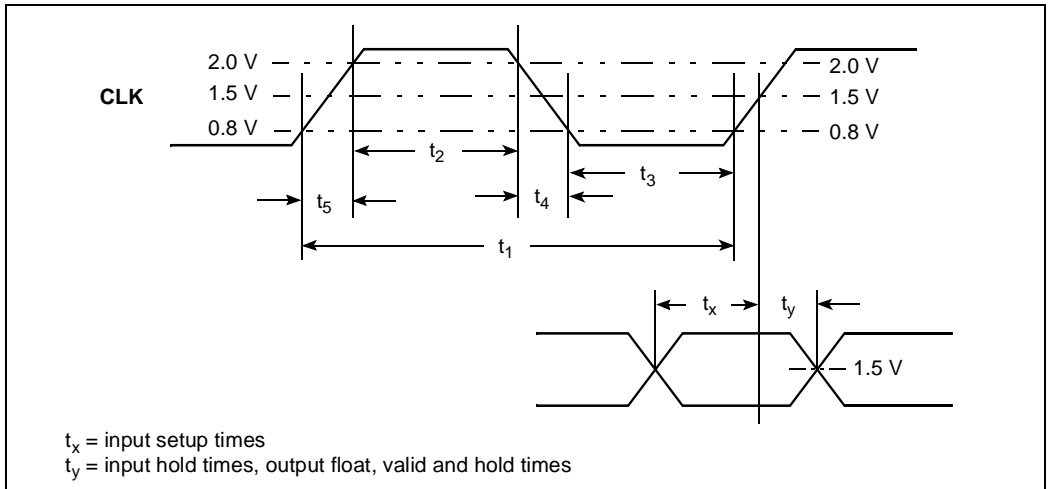 2.0 V
2.0 V
CLK
1.5 V
1.5 V
0.8 V
0.8 V
t2
t3
t5
t4
t1
tx
ty
1.5 V
tx = input setup times
ty = input hold times, output float, valid and hold times